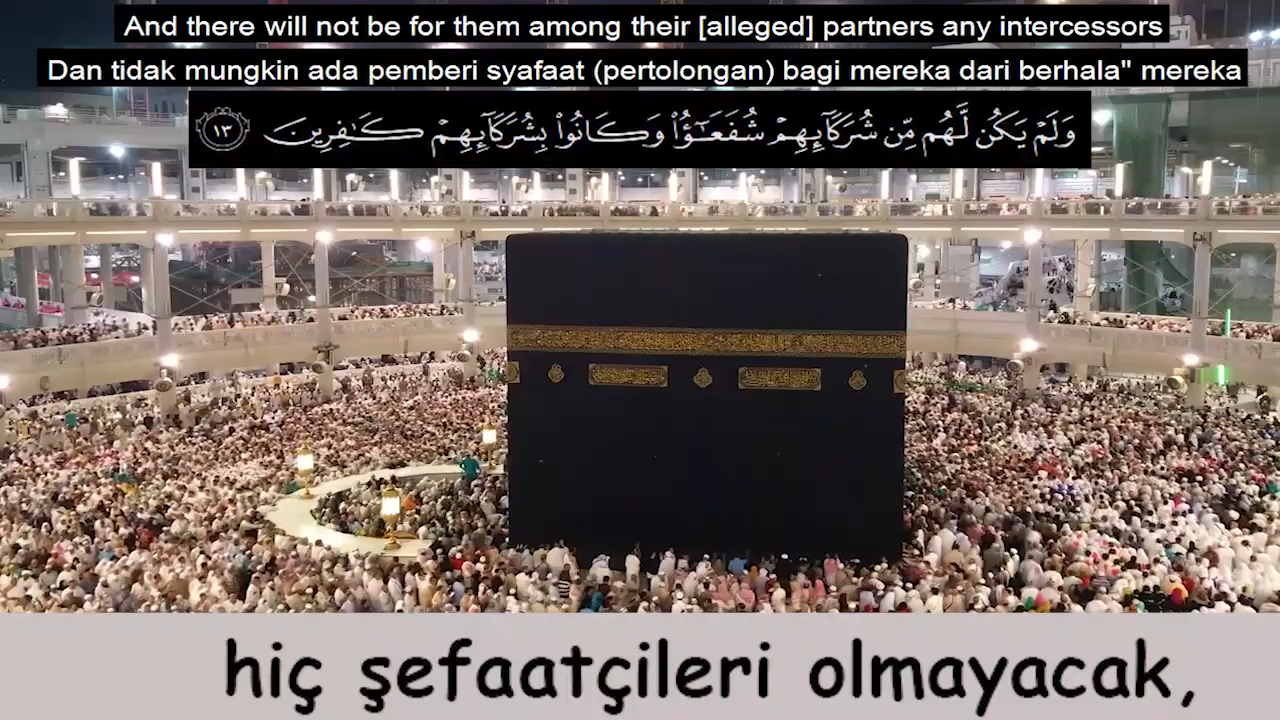 And there will not be for them among their [alleged] partners any intercessors
Dan tidak mungkin ada pemberi syafaat (pertolongan) bagi mereka dari berhala" mereka
وَلَمْ يَكُن لَّهُم مِّن شُرَكَآئِهِمْ شُفَعَـٰٓؤُا۟ وَكَانُوا۟ بِشُرَكَآئِهِمْ كَـٰفِرِينَ ١٣
hiç şefaatçileri olmayacak,